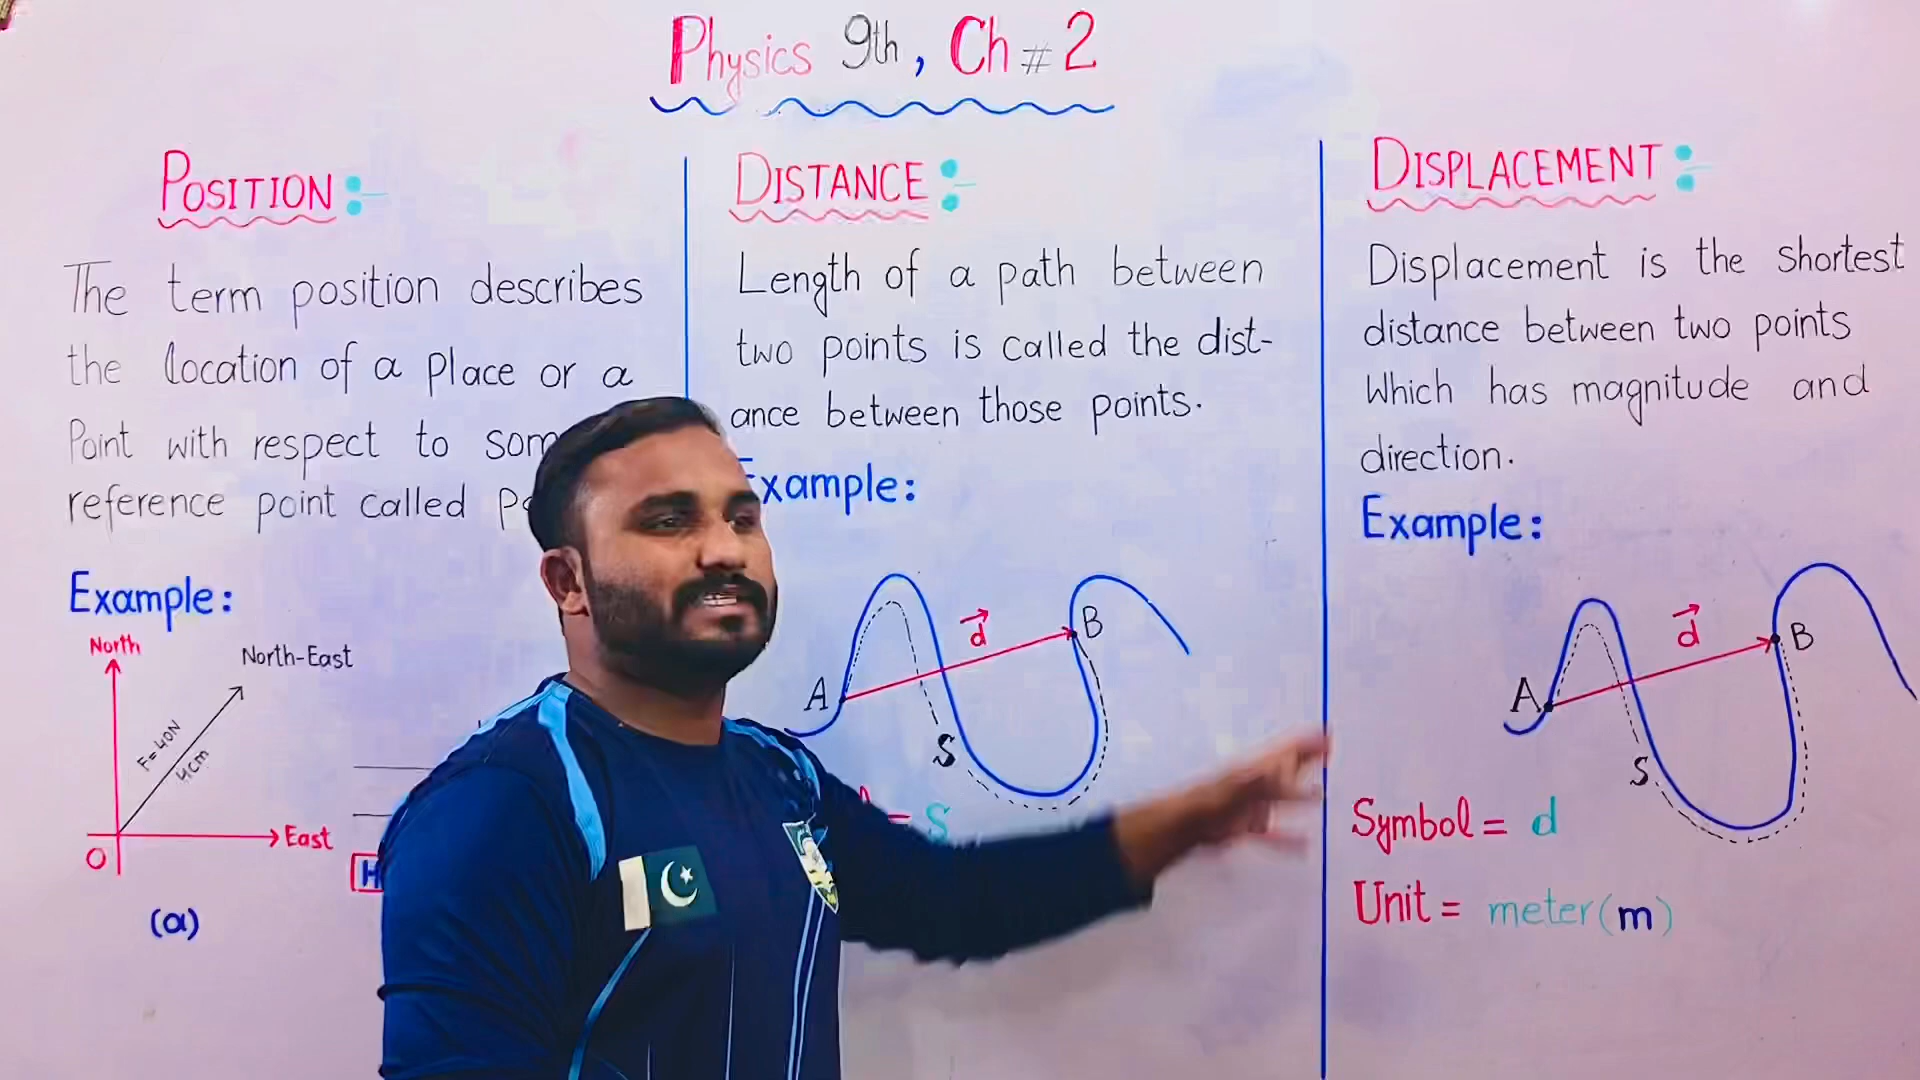 Physics 9th, Ch # 2
POSITION:-
The term position describes
the location of a place or a
Point with respect to
reference point called
Example:
North
North-East
F=40N
4cm
O
East
(a)
DISTANCE:-
Length of a path between
two points is called the dist-
ance between those points.
Example:
d
A
B
S
= S
DISPLACEMENT:-
Displacement is the shortest
distance between two points
Which has magnitude and
direction.
Example:
d
A
B
S
Symbol = d
Unit = meter(m)